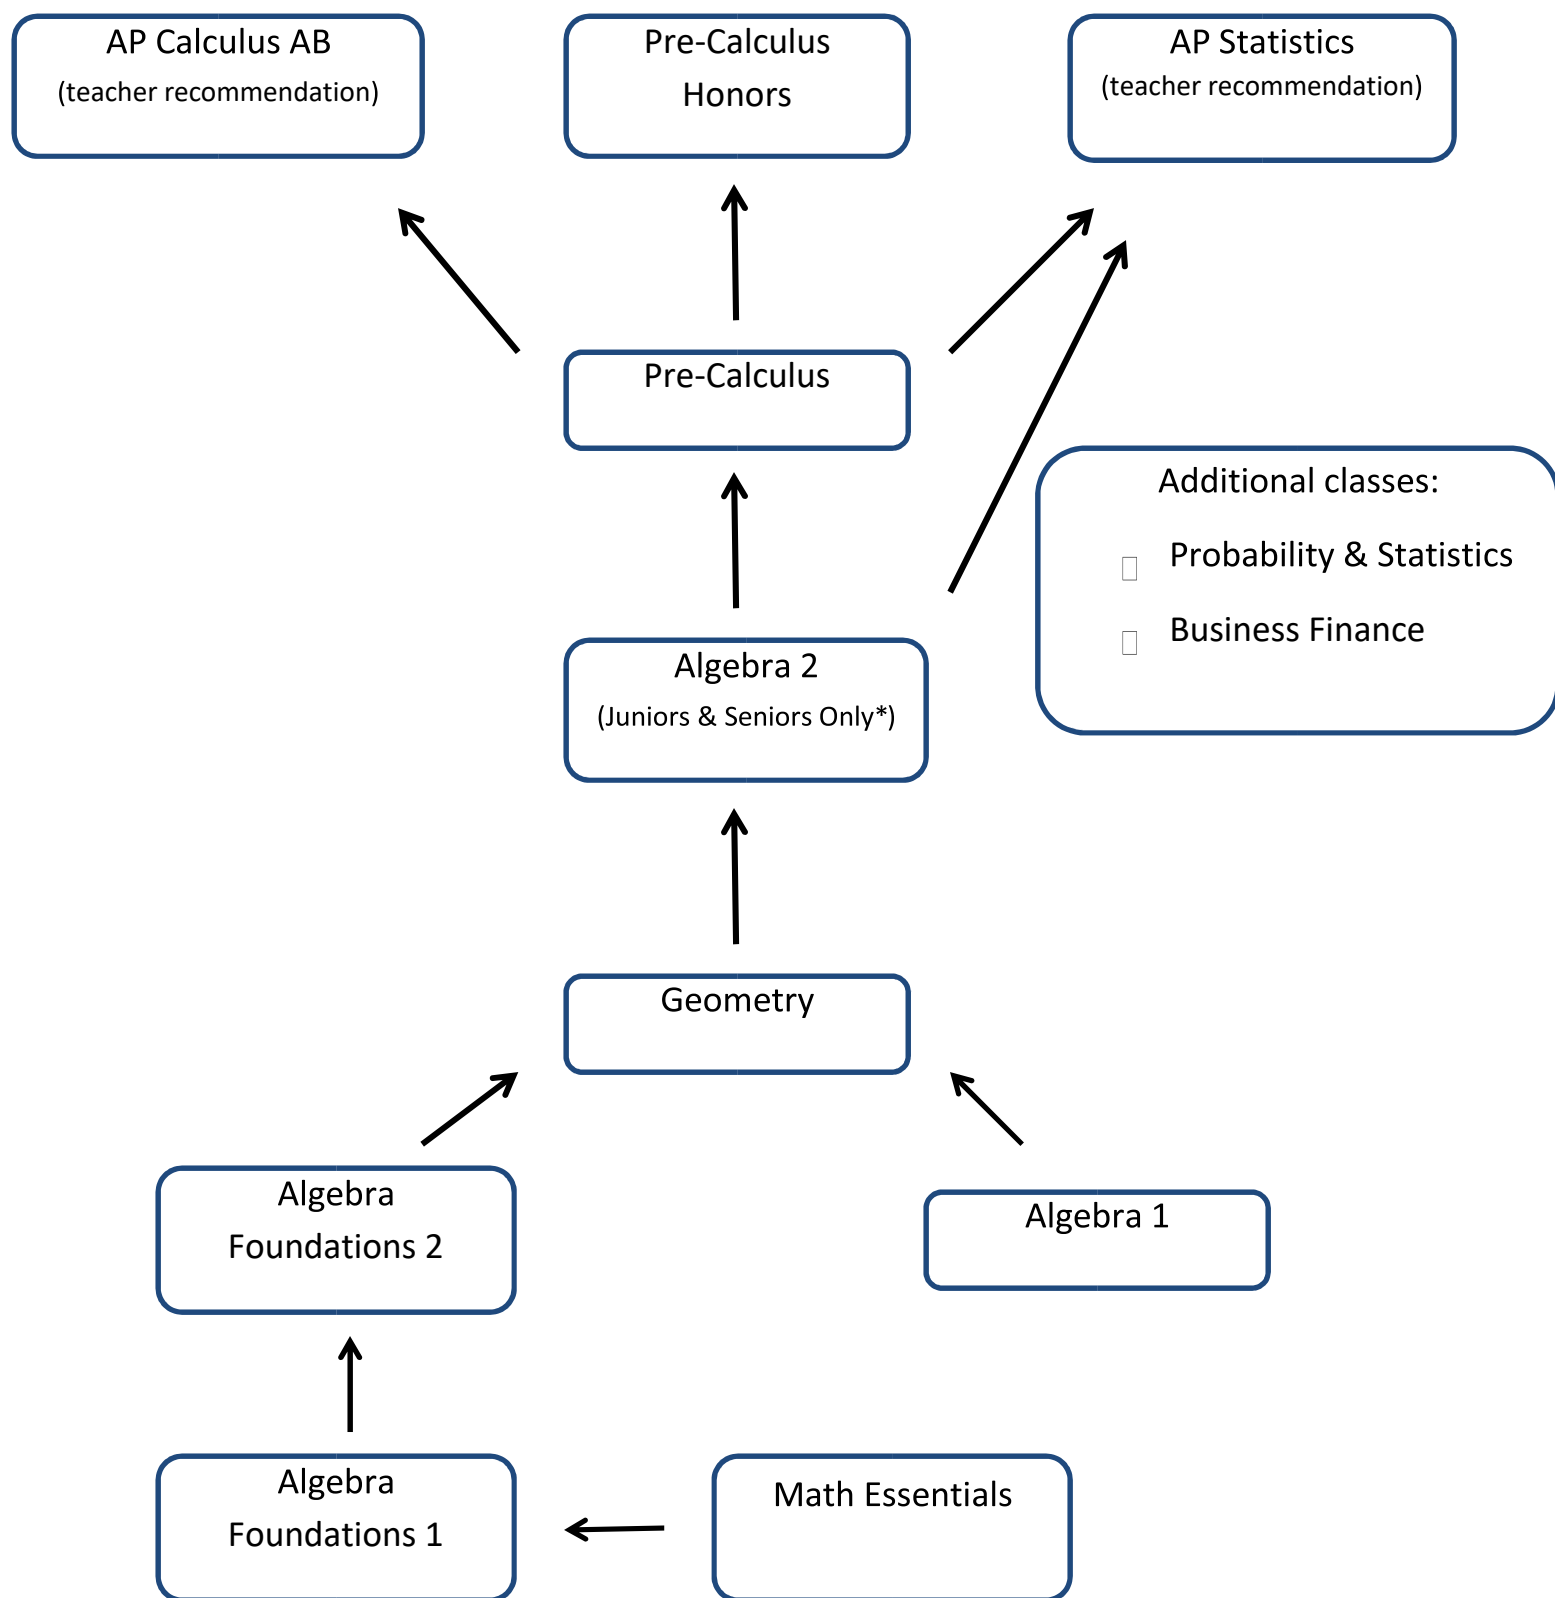 AP Calculus AB
(teacher recommendation)
Pre-Calculus
Honors
AP Statistics
(teacher recommendation)
Pre-Calculus
Additional classes:
Probability & Statistics
Business Finance
Algebra 2
(Juniors & Seniors Only*)
Geometry
Algebra
Foundations 2
Algebra 1
Algebra
Foundations 1
Math Essentials